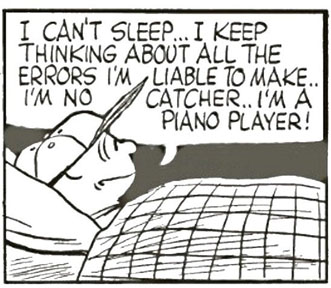 I CAN'T SLEEP... I KEEP
THINKING ABOUT ALL THE
ERRORS I'M LIABLE TO MAKE..
I'M NO CATCHER.. I'M A
PIANO PLAYER!